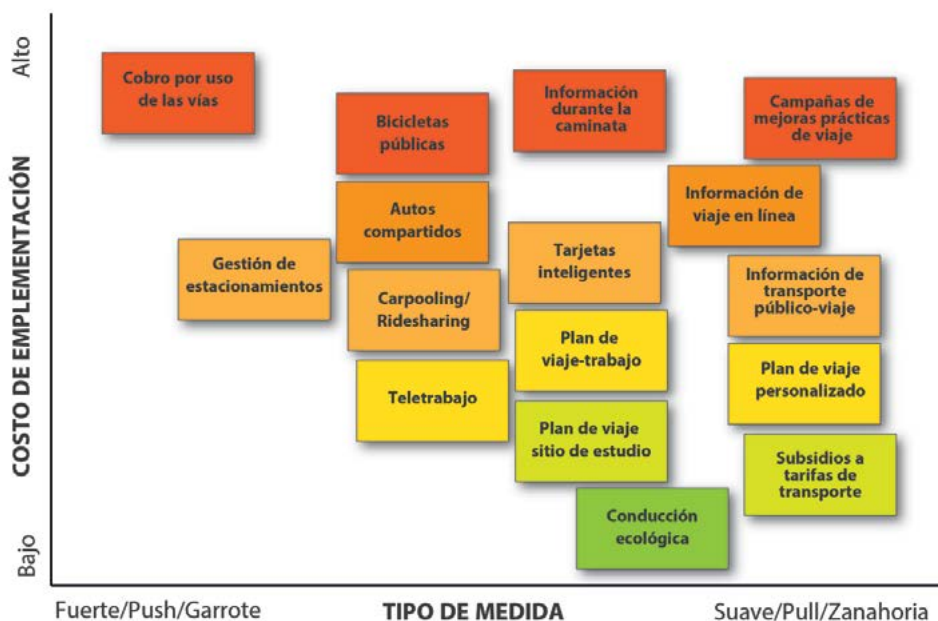 Alto
COSTO DE EMPLEMENTACIÓN
Bajo
Cobro por uso
de las vías
Bicicletas
públicas
Información
durante la
caminata
Campañas de
mejoras prácticas
de viaje
Autos
compartidos
Información de
viaje en línea
Gestión de
estacionamientos
Tarjetas
inteligentes
Carpooling/
Ridesharing
Información de
transporte
público-viaje
Plan de
viaje-trabajo
Teletrabajo
Plan de viaje
personalizado
Plan de viaje
sitio de estudio
Subsidios a
tarifas de
transporte
Conducción
ecológica
Fuerte/Push/Garrote
TIPO DE MEDIDA
Suave/Pull/Zanahoria